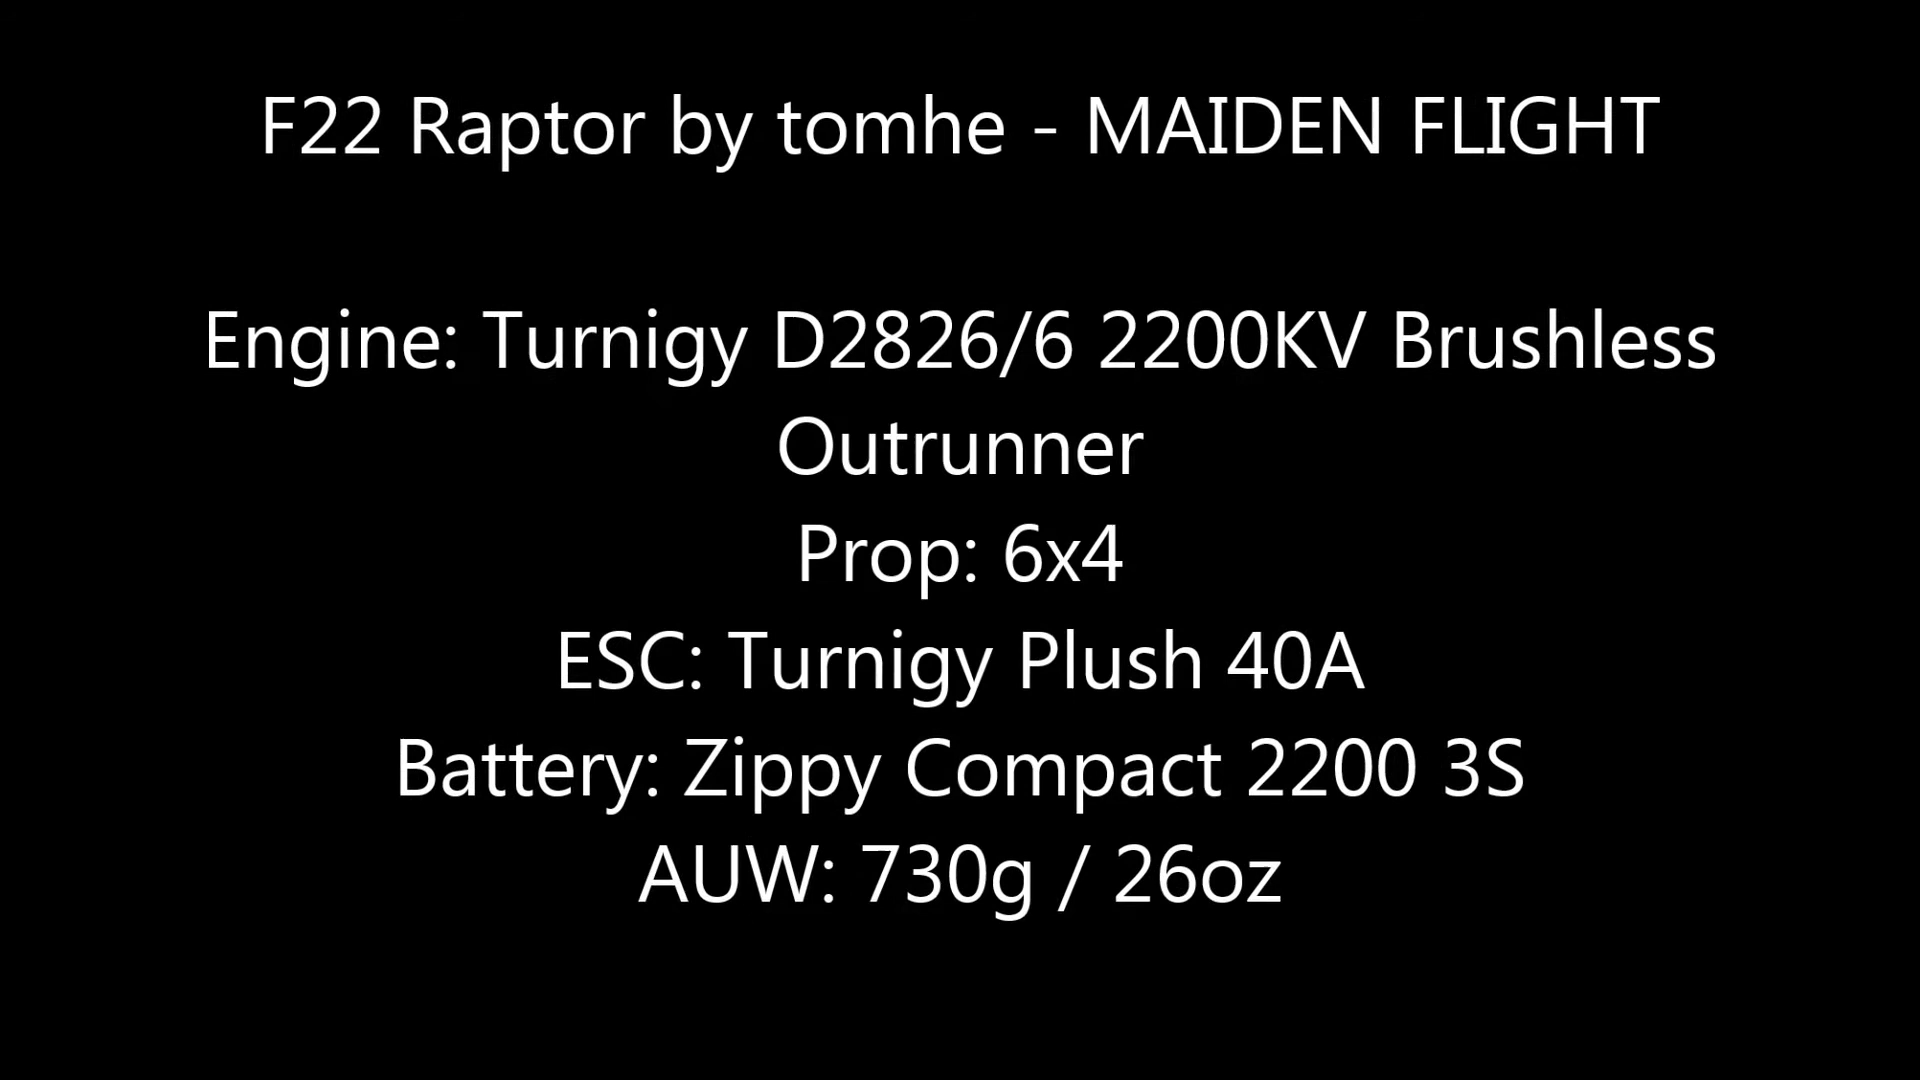 F22 Raptor by tomhe - MAIDEN FLIGHT
Engine: Turnigy D2826/6 2200KV Brushless
Outrunner
Prop: 6x4
ESC: Turnigy Plush 40A
Battery: Zippy Compact 2200 3S
AUW: 730g / 26oz